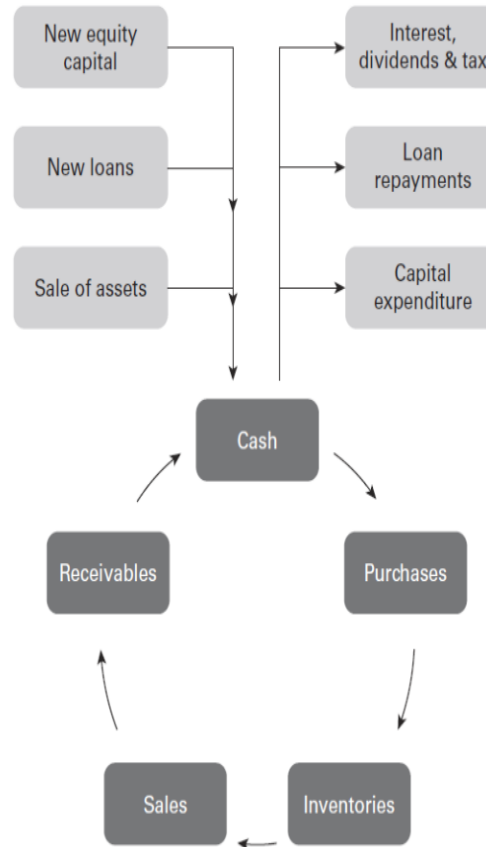 New equity
capital
Interest,
dividends & tax
New loans
Loan
repayments
Sale of assets
Capital
expenditure
Cash
Receivables
Purchases
Sales
Inventories